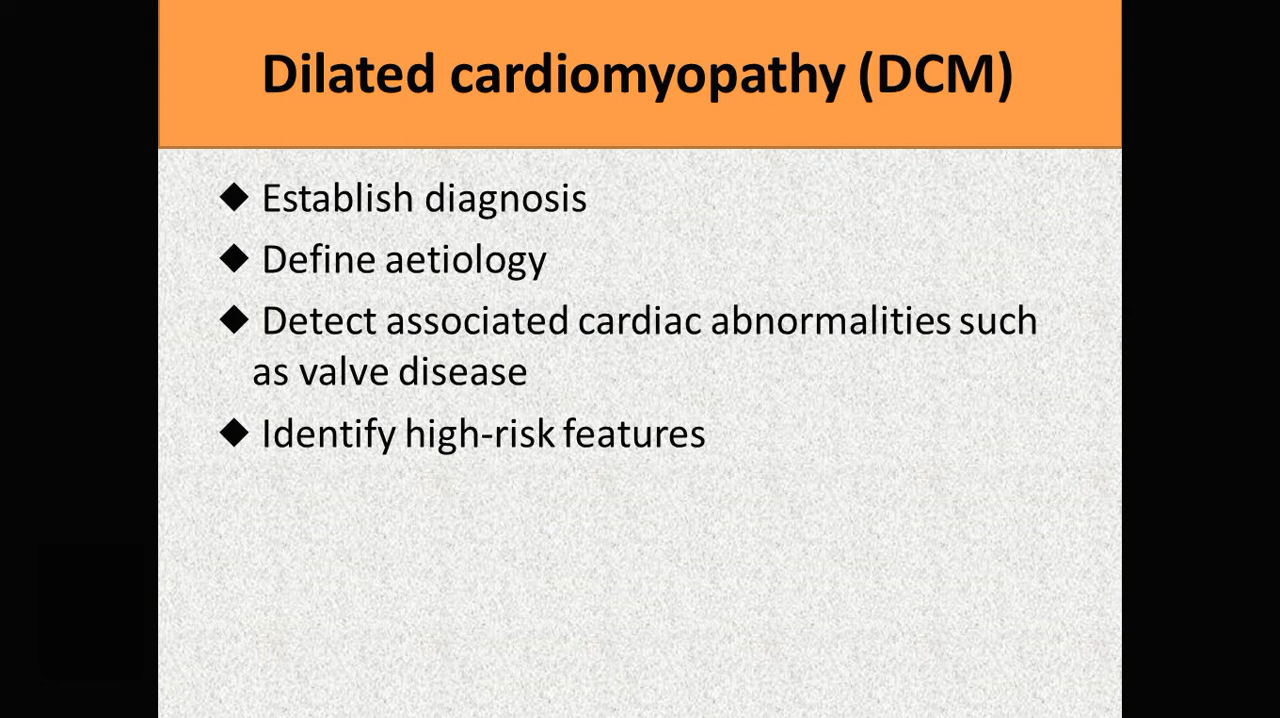 Dilated cardiomyopathy (DCM)
◆ Establish diagnosis
◆ Define aetiology
◆ Detect associated cardiac abnormalities such
as valve disease
◆ Identify high-risk features